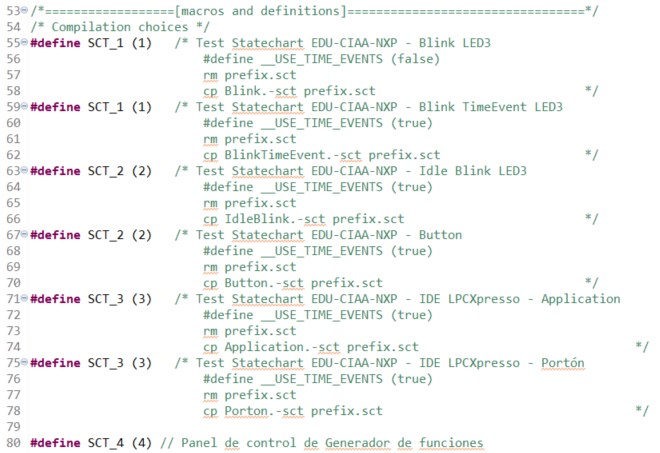 53 /*==================[macros and definitions]=================================*/
54 /* Compilation choices */
55 #define SCT_1 (1)   /* Test Statechart EDU-CIAA-NXP - Blink LED3
56                        #define __USE_TIME_EVENTS (false)
57                        rm prefix.sct
58                        cp Blink.-sct prefix.sct                          */
59 #define SCT_1 (1)   /* Test Statechart EDU-CIAA-NXP - Blink TimeEvent LED3
60                        #define __USE_TIME_EVENTS (true)
61                        rm prefix.sct
62                        cp BlinkTimeEvent.-sct prefix.sct                 */
63 #define SCT_2 (2)   /* Test Statechart EDU-CIAA-NXP - Idle Blink LED3
64                        #define __USE_TIME_EVENTS (true)
65                        rm prefix.sct
66                        cp IdleBlink.-sct prefix.sct                      */
67 #define SCT_2 (2)   /* Test Statechart EDU-CIAA-NXP - Button
68                        #define __USE_TIME_EVENTS (true)
69                        rm prefix.sct
70                        cp Button.-sct prefix.sct                         */
71 #define SCT_3 (3)   /* Test Statechart EDU-CIAA-NXP - IDE LPCXpresso - Application
72                        #define __USE_TIME_EVENTS (true)
73                        rm prefix.sct
74                        cp Application.-sct prefix.sct                           */
75 #define SCT_3 (3)   /* Test Statechart EDU-CIAA-NXP - IDE LPCXpresso - Portón
76                        #define __USE_TIME_EVENTS (true)
77                        rm prefix.sct
78                        cp Porton.-sct prefix.sct                                */
79
80 #define SCT_4 (4) // Panel de control de Generador de funciones